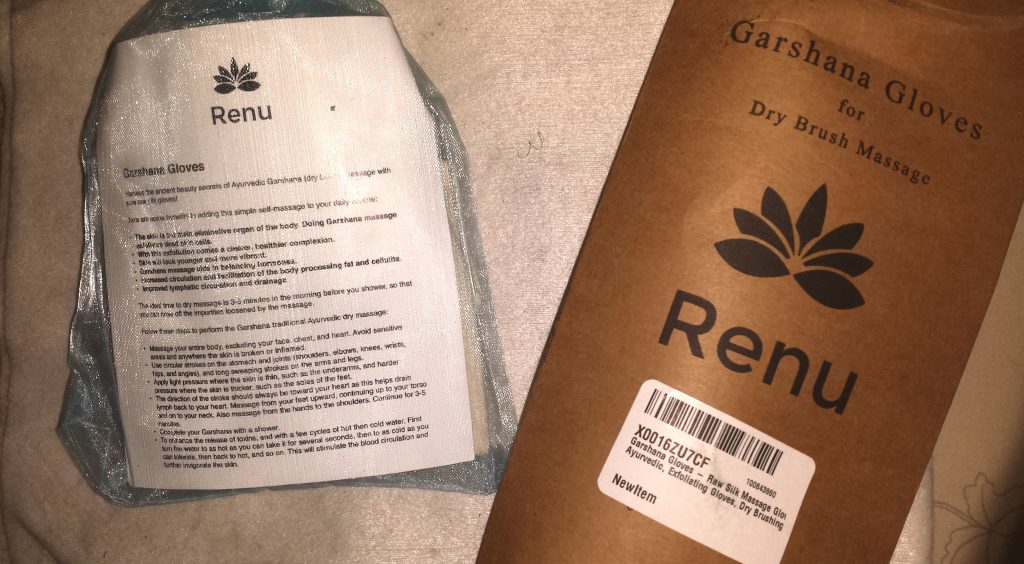 Renu
Garshana Gloves
Harness the ancient beauty secrets of Ayurvedic Garshana (dry massage with
silk gloves!
Here are some benefits to adding this simple self-massage to your daily routine:
The skin is the main eliminative organ of the body. Doing Garshana massage
exfoliates dead skin cells.
• With this exfoliation comes a clearer, healthier complexion.
• Skin will look younger and more vibrant.
• Garshana massage aids in balancing hormones.
• Increased circulation and facilitation of the body processing fat and cellulite.
• Improved lymphatic circulation and drainage
The ideal time to dry massage is 3-5 minutes in the morning before you shower, so that
you can rinse off the impurities loosened by the massage.
Follow these steps to perform the Garshana traditional Ayurvedic dry massage:
• Massage your entire body, excluding your face, chest, and heart. Avoid sensitive
areas and anywhere the skin is broken or inflamed.
• Use circular strokes on the stomach and joints (shoulders, elbows, knees, wrists,
hips, and angles), and long sweeping strokes on the arms and legs.
• Apply light pressure where the skin is thin, such as the underarms, and harder
pressure where the skin is thicker, such as the soles of the feet.
• The direction of the stroke should always be toward your heart as this helps drain
lymph back to your heart. Massage from your feet upward, continuing up to your torso
and on to your neck. Also massage from the hands to the shoulders. Continue for 3-5
minutes.
• Complete your Garshana with a shower.
• To enhance the release of toxins, end with a few cycles of hot then cold water. First
turn the water to as hot as you can take it for several seconds, then to as cold as you
can tolerate, then back to hot, and so on. This will stimulate the blood circulation and
further invigorate the skin.
Garshana Gloves
for
Dry Brush Massage
Renu
X0016ZU7CF
100843950
Garshana Gloves – Raw Silk Massage Glov
Ayurvedic, Exfoliating Gloves, Dry Brushing
NewItem